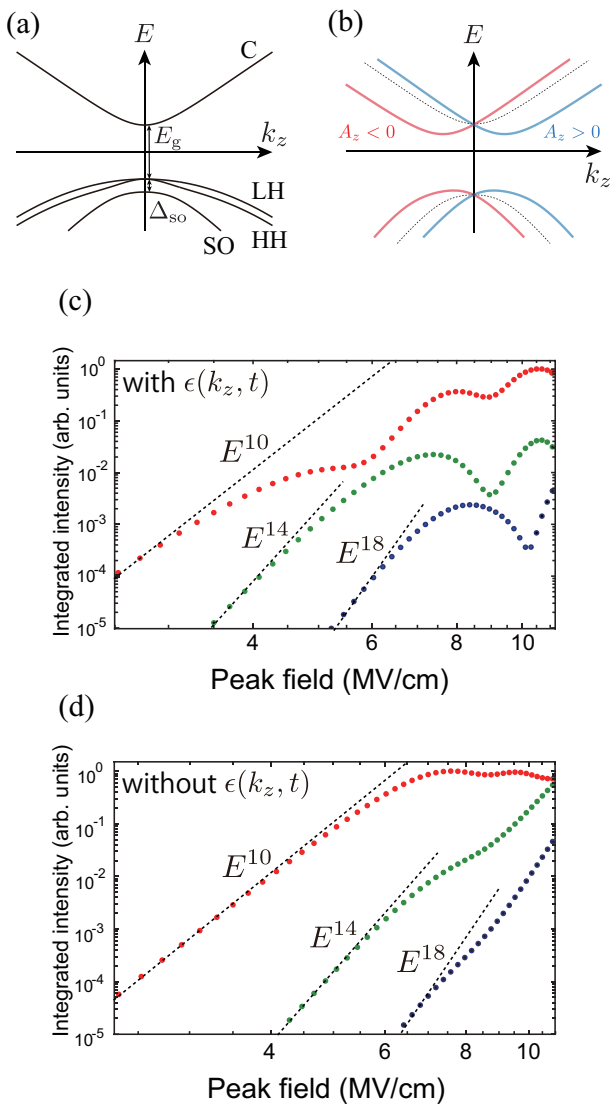 (a)
E
C
k_z
E_g
LH
Δ_so
HH
SO
(b)
E
A_z < 0
A_z > 0
k_z
(c)
Integrated intensity (arb. units)
10^0
10^-1
10^-2
10^-3
10^-4
10^-5
with ϵ(k_z, t)
E^10
E^14
E^18
4
6
8
10
Peak field (MV/cm)
(d)
Integrated intensity (arb. units)
10^0
10^-1
10^-2
10^-3
10^-4
10^-5
without ϵ(k_z, t)
E^10
E^14
E^18
4
6
8
10
Peak field (MV/cm)